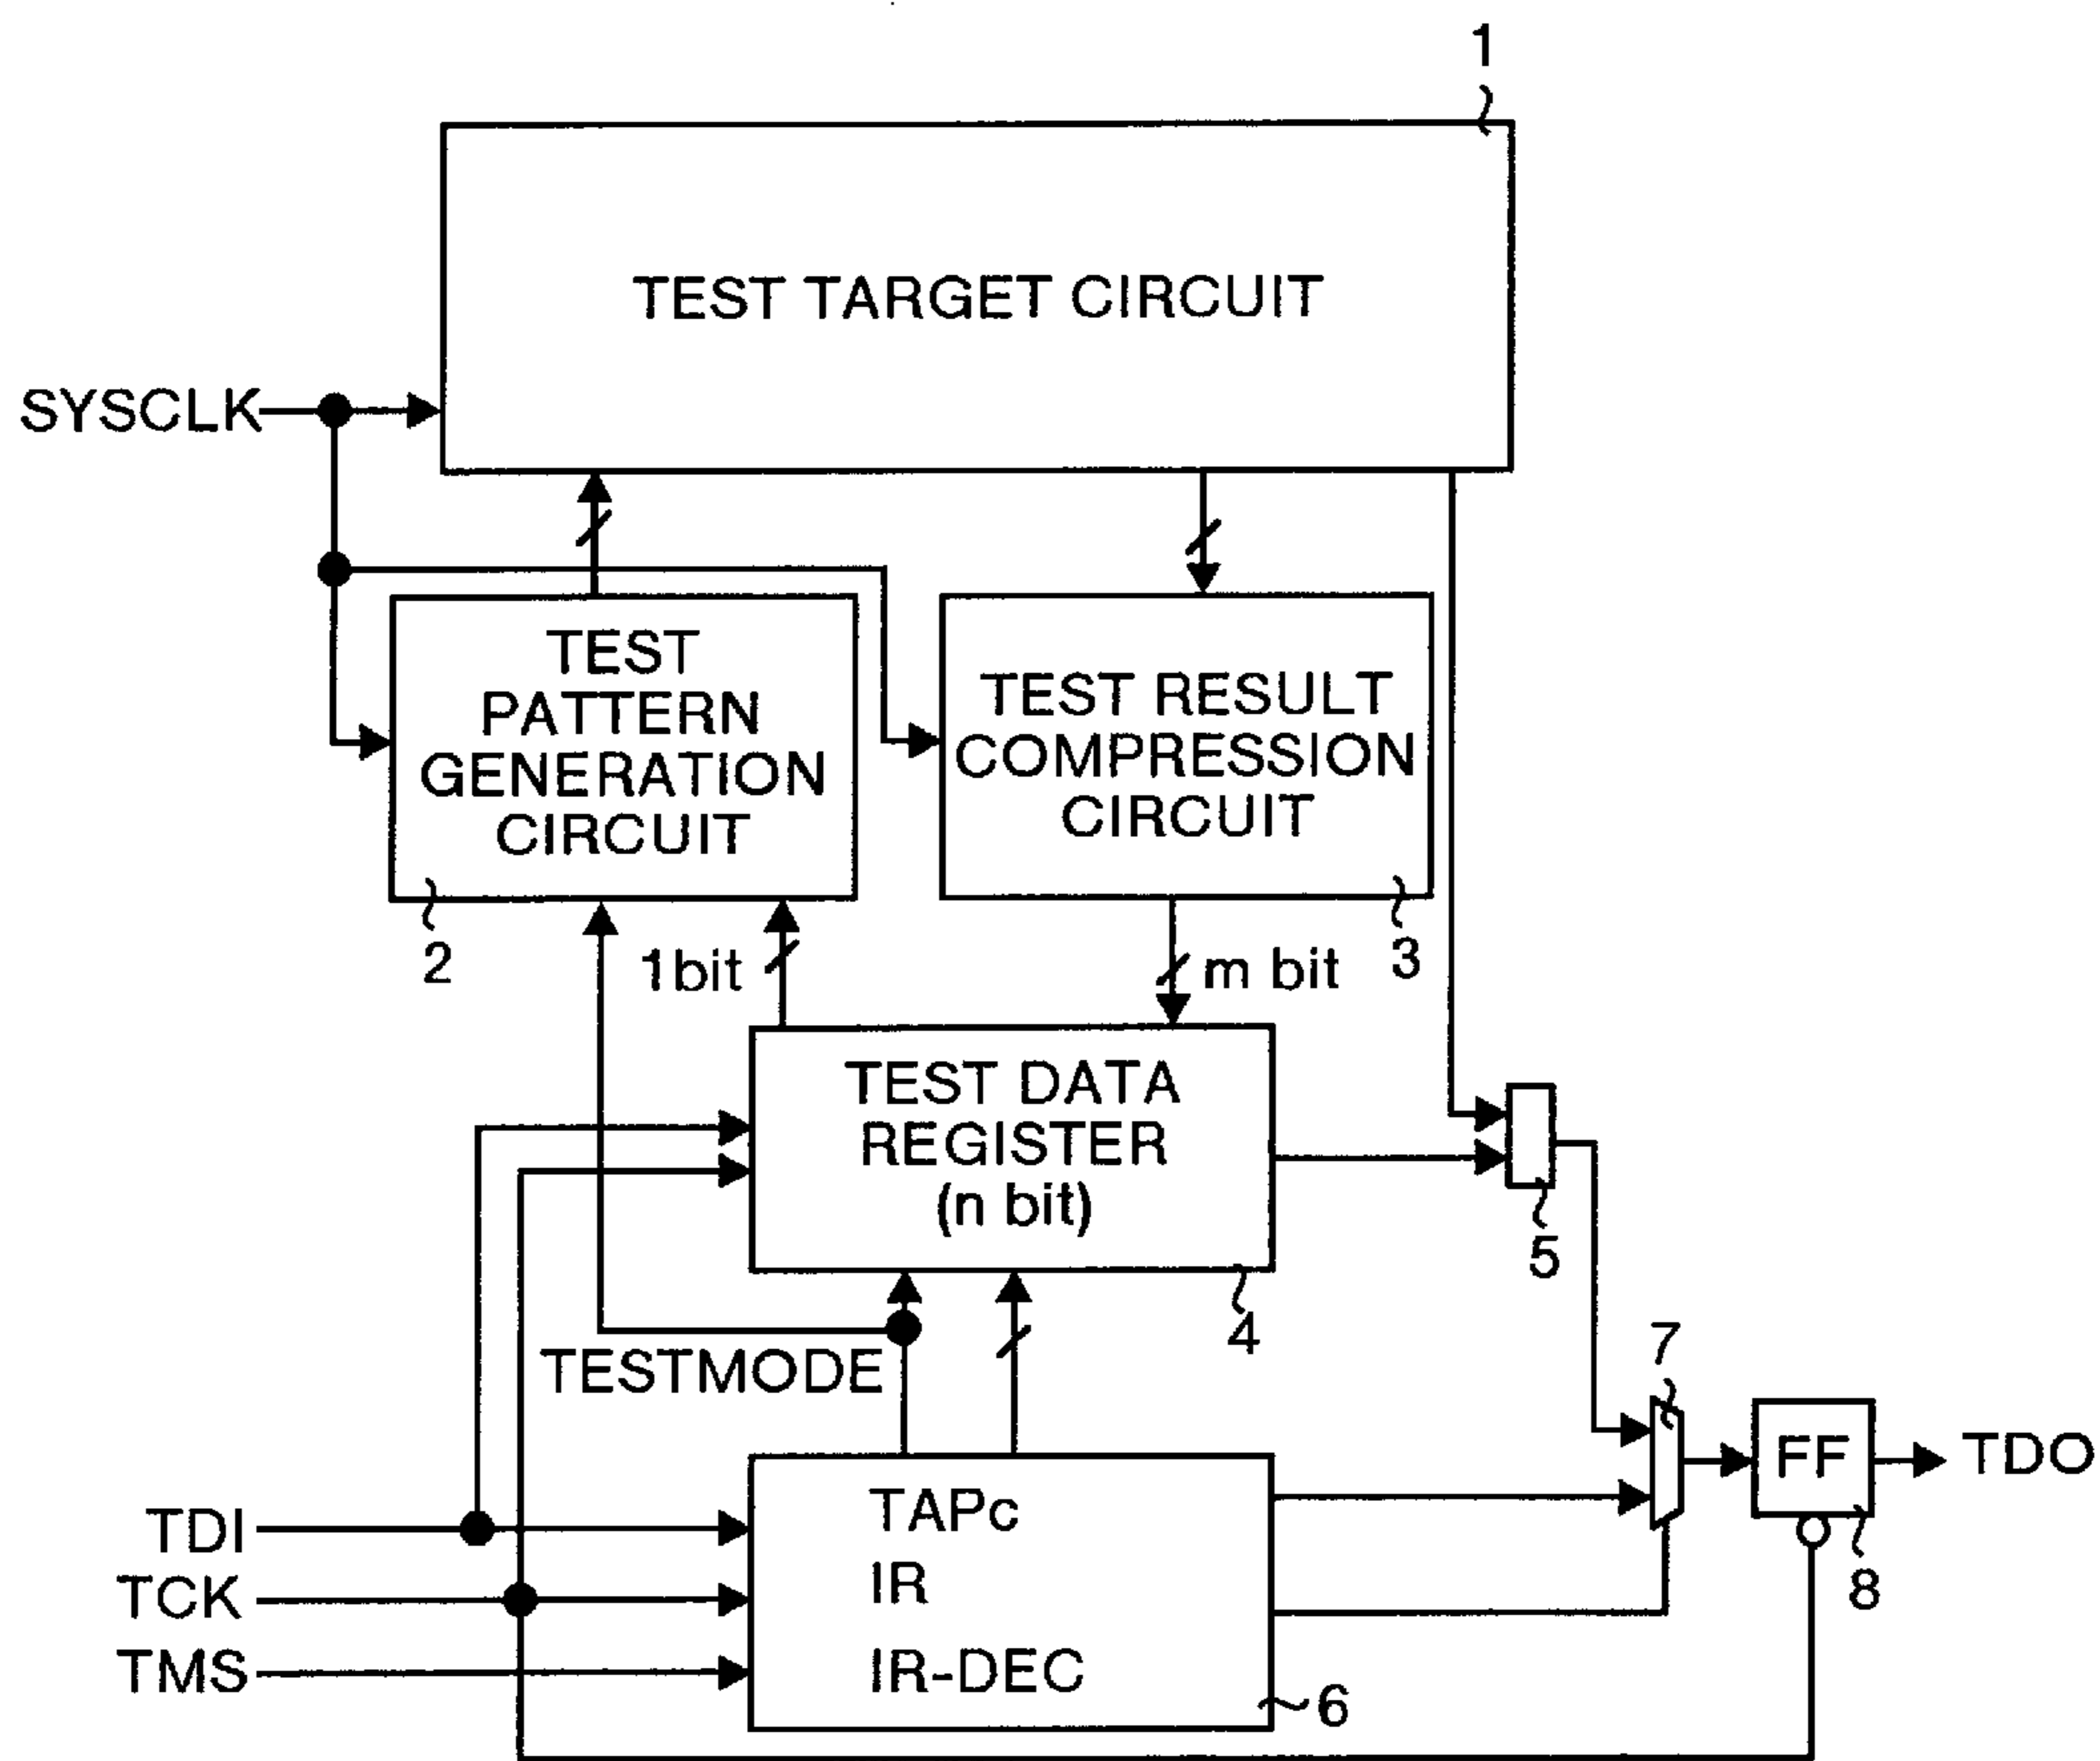 1
TEST TARGET CIRCUIT
SYSCLK
TEST
PATTERN
GENERATION
CIRCUIT
TEST RESULT
COMPRESSION
CIRCUIT
2
1bit
m bit
3
TEST DATA
REGISTER
(n bit)
5
4
TESTMODE
7
FF
TDO
TAPc
IR
IR-DEC
TDI
TCK
TMS
8
6